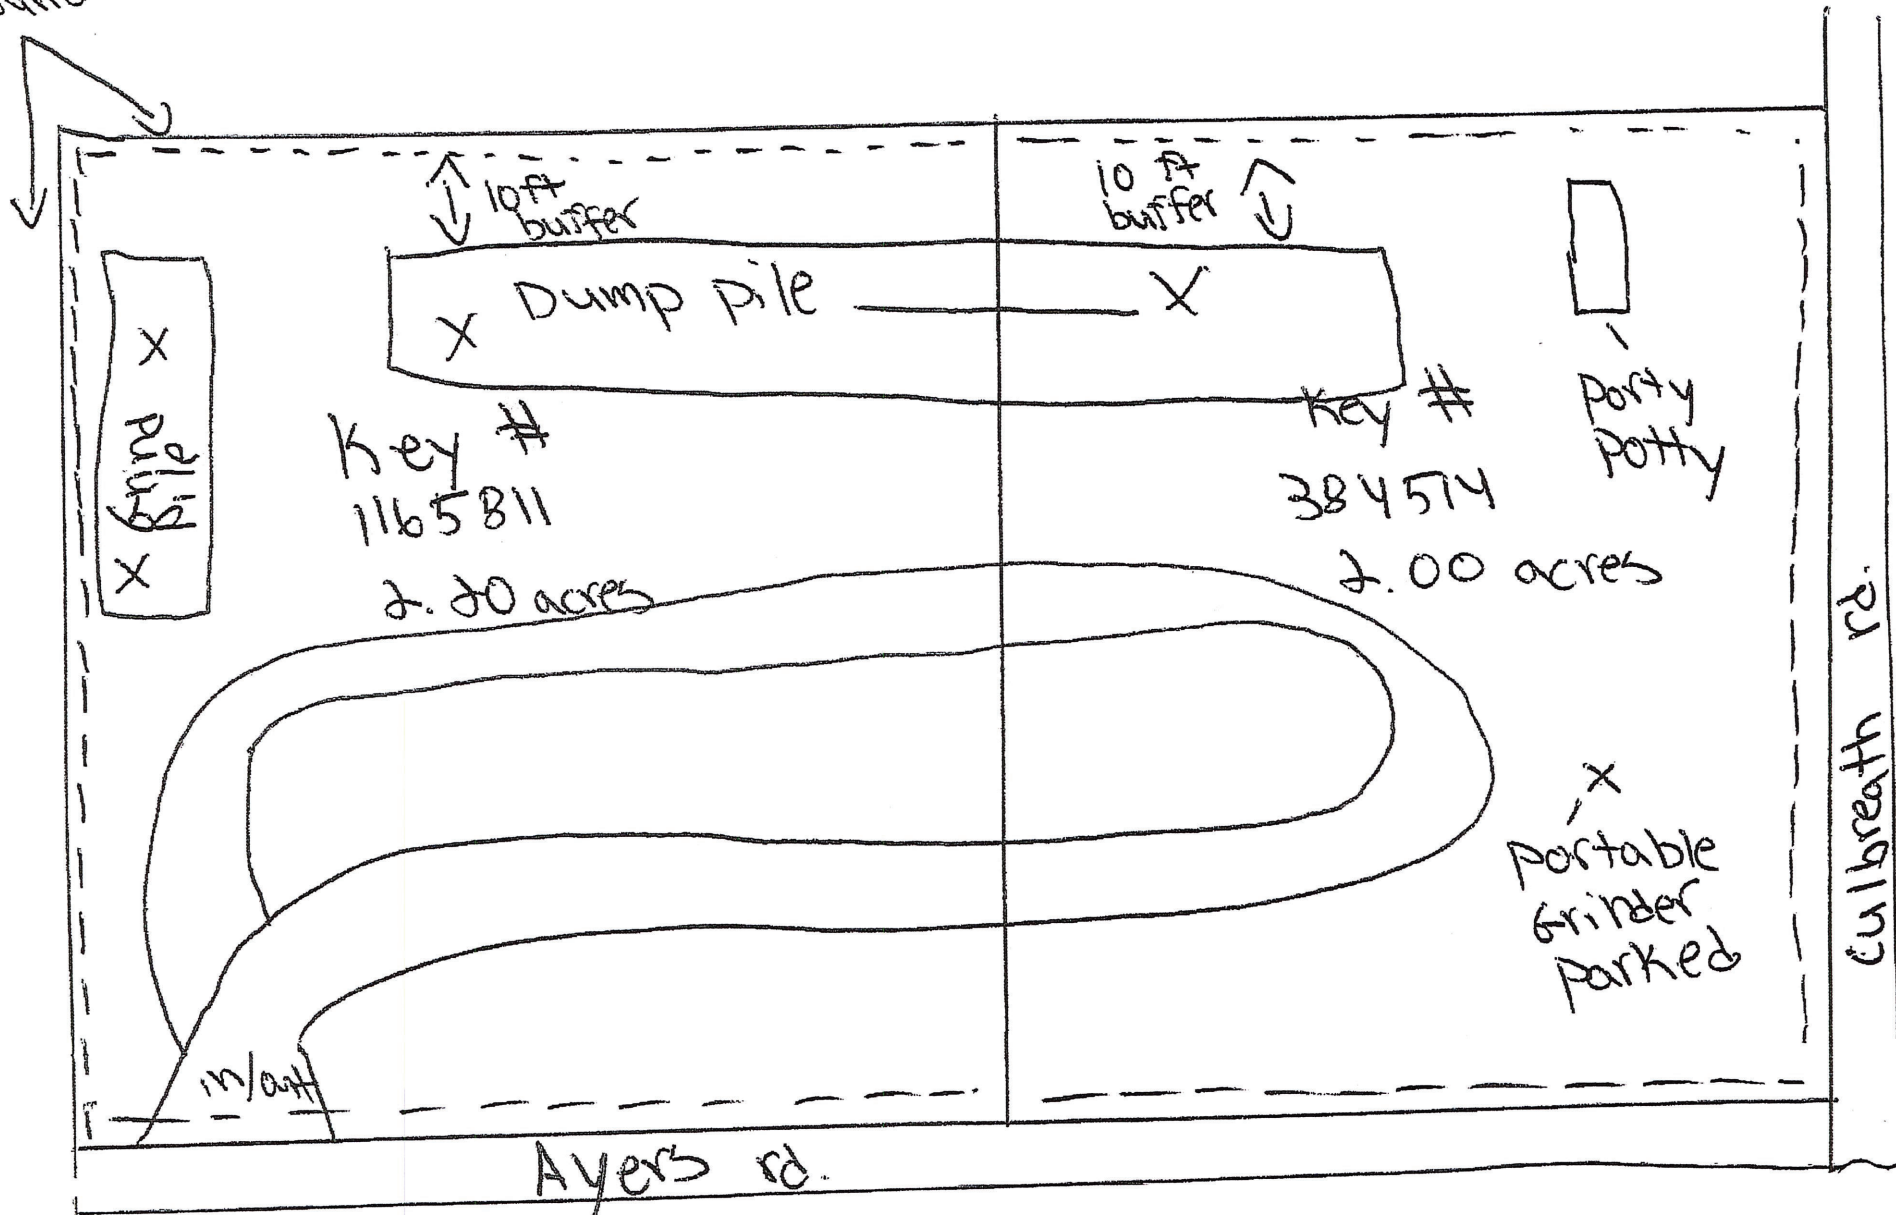 10ft
buffer
10 ft
buffer
X Dump pile X
X
grind
pile
X
Key #
1165811
2.20 acres
Key #
384574
2.00 acres
porty
potty
X
portable
Grinder
parked
in/out
Ayers rd.
Culbreath rd.